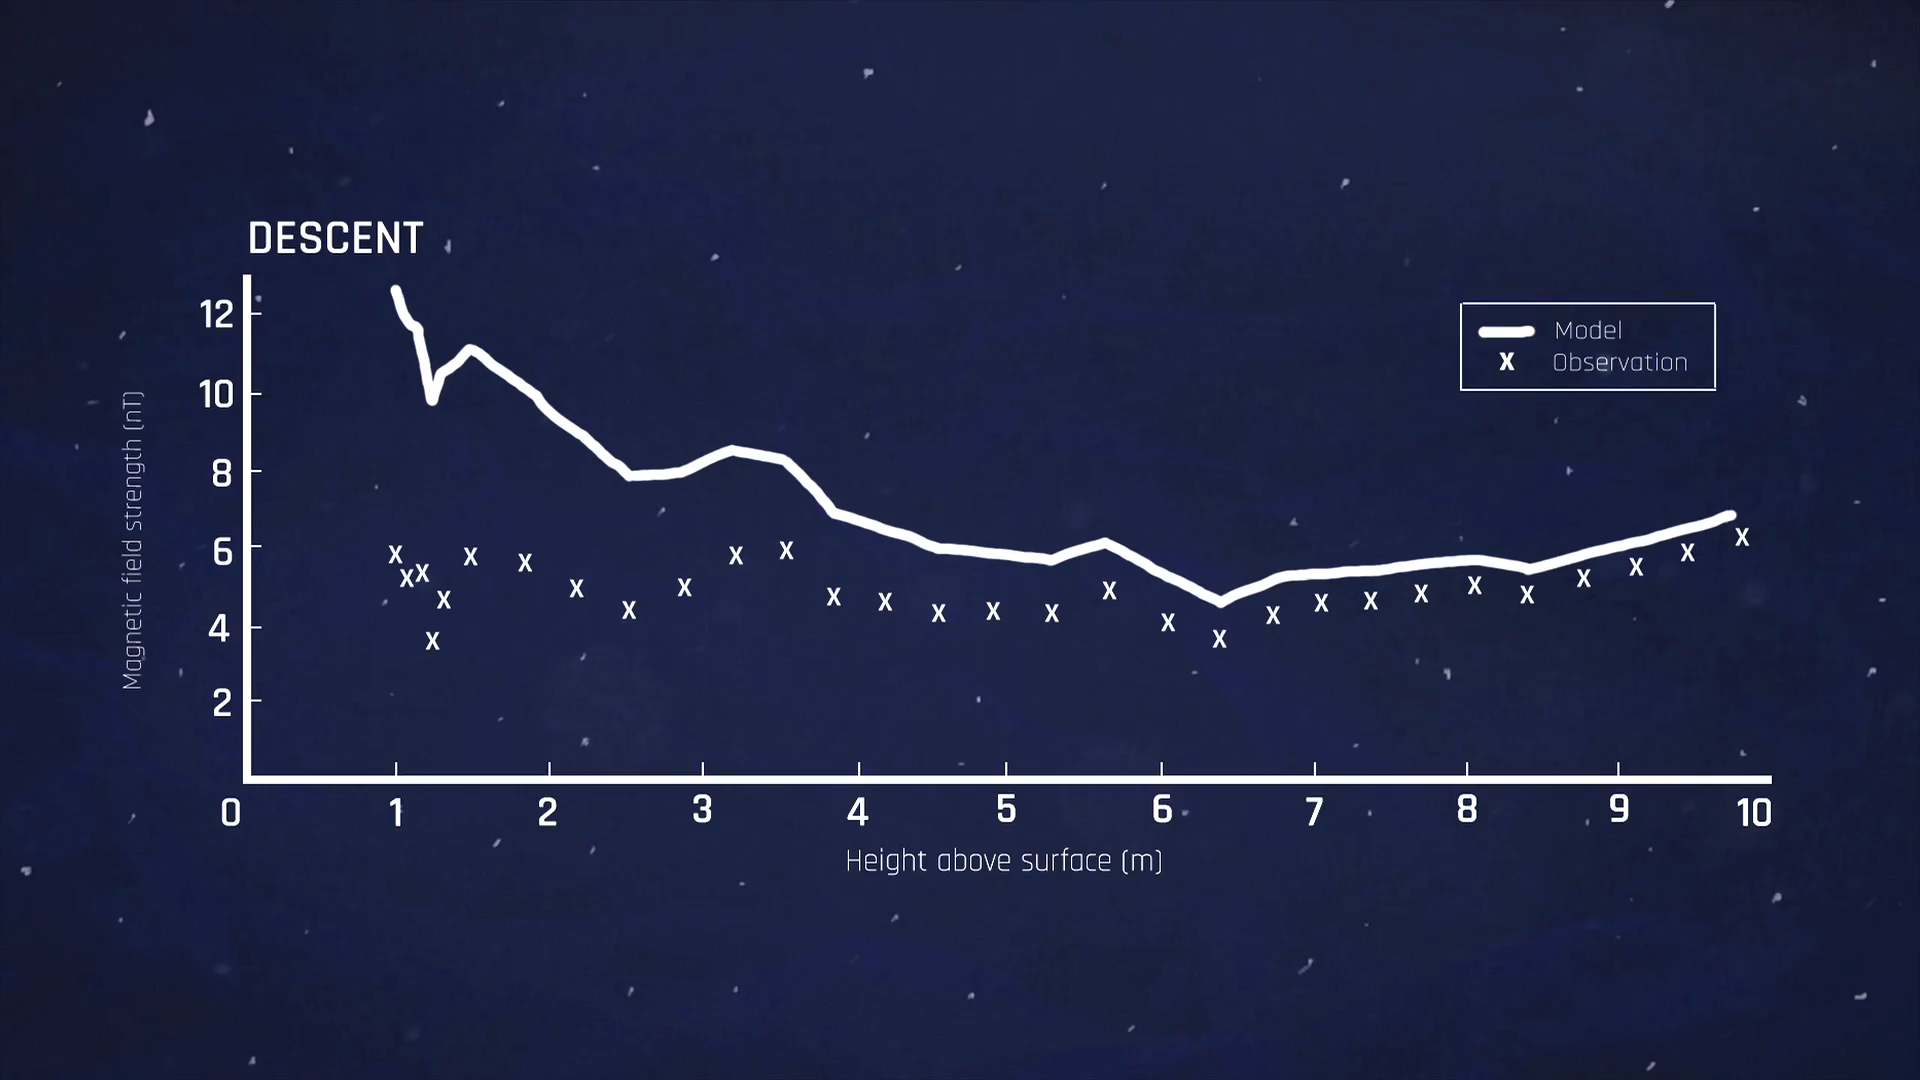 DESCENT
12
10
8
6
4
2
Magnetic field strength (nT)
Model
x Observation
0 1 2 3 4 5 6 7 8 9 10
Height above surface (m)